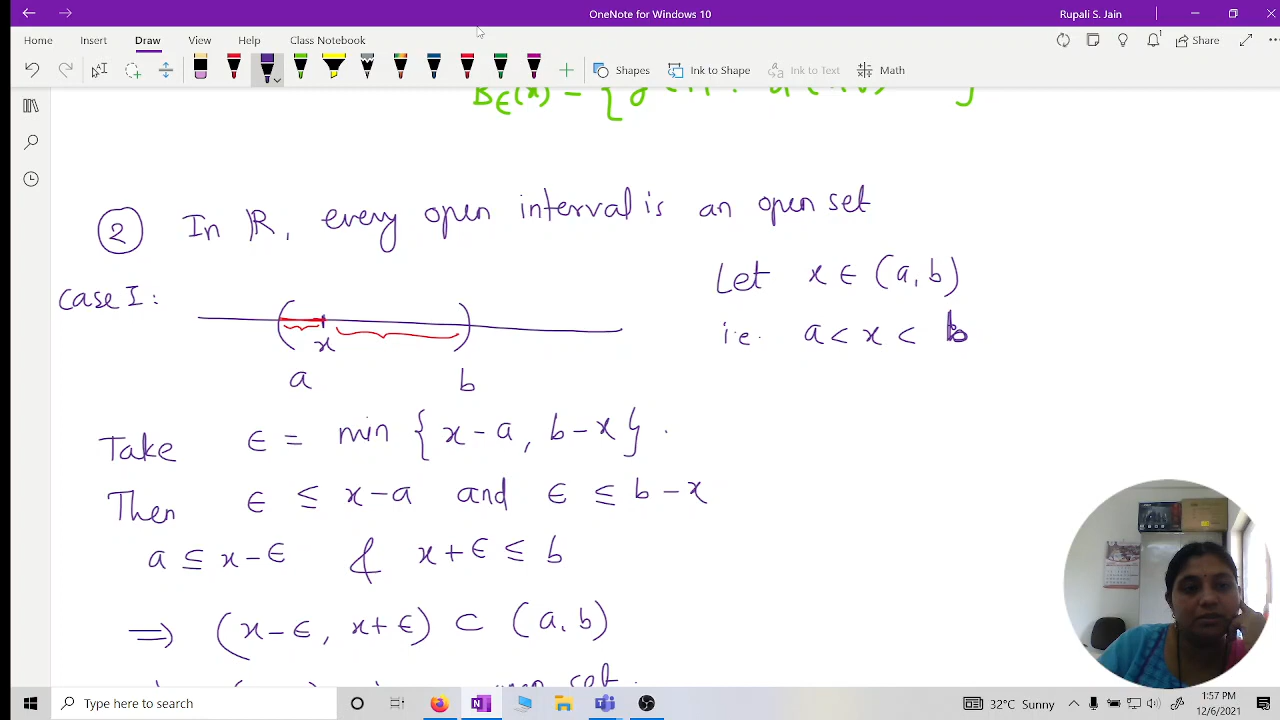 OneNote for Windows 10
Rupali S. Jain
Home Insert Draw View Help Class Notebook
Share
Shapes Ink to Shape Ink to Text Math
B∈(x) = {
② In ℝ, every open interval is an open set
Case I:
Let x ∈ (a, b)
i.e. a < x < b
x
a b
Take ∈ = min { x - a, b - x } .
Then ∈ ≤ x - a and ∈ ≤ b - x
a ≤ x - ∈ & x + ∈ ≤ b
⇒ (x - ∈, x + ∈) ⊂ (a, b)
open set.
Type here to search
32°C Sunny
1:57 PM
12/6/2021